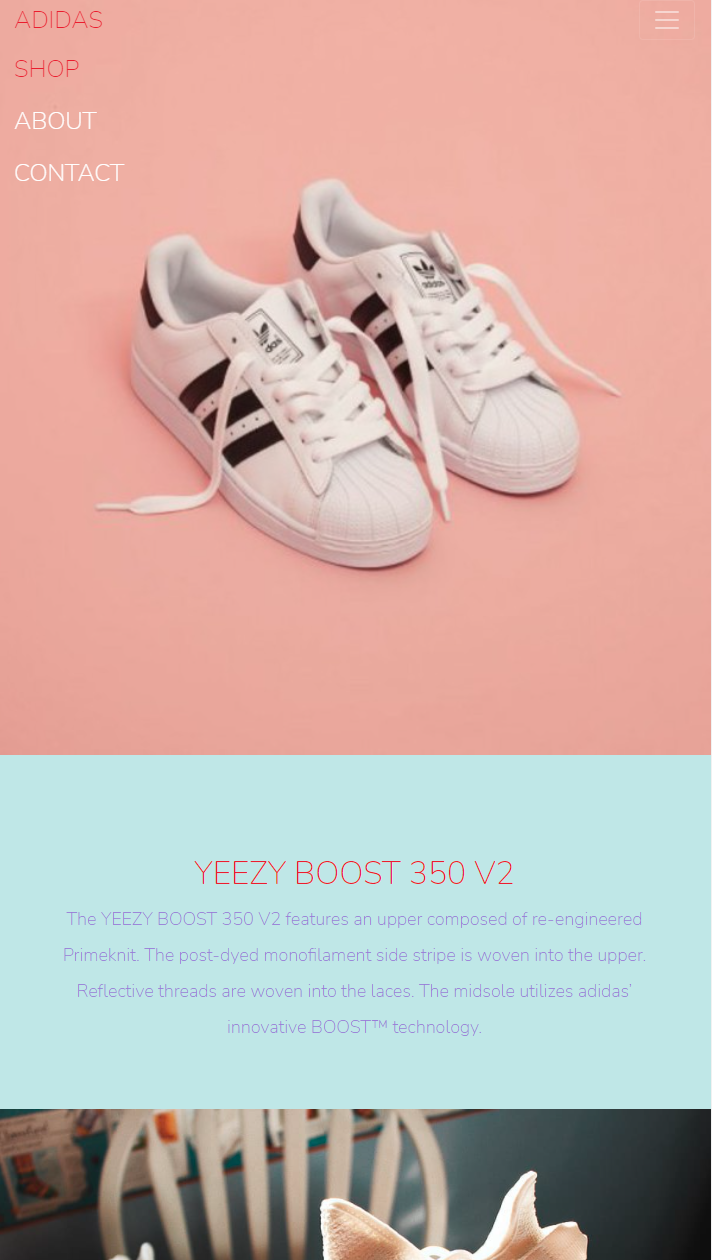 ADIDAS
SHOP
ABOUT
CONTACT
adidas
YEEZY BOOST 350 V2
The YEEZY BOOST 350 V2 features an upper composed of re-engineered
Primeknit. The post-dyed monofilament side stripe is woven into the upper.
Reflective threads are woven into the laces. The midsole utilizes adidas’
innovative BOOST™ technology.